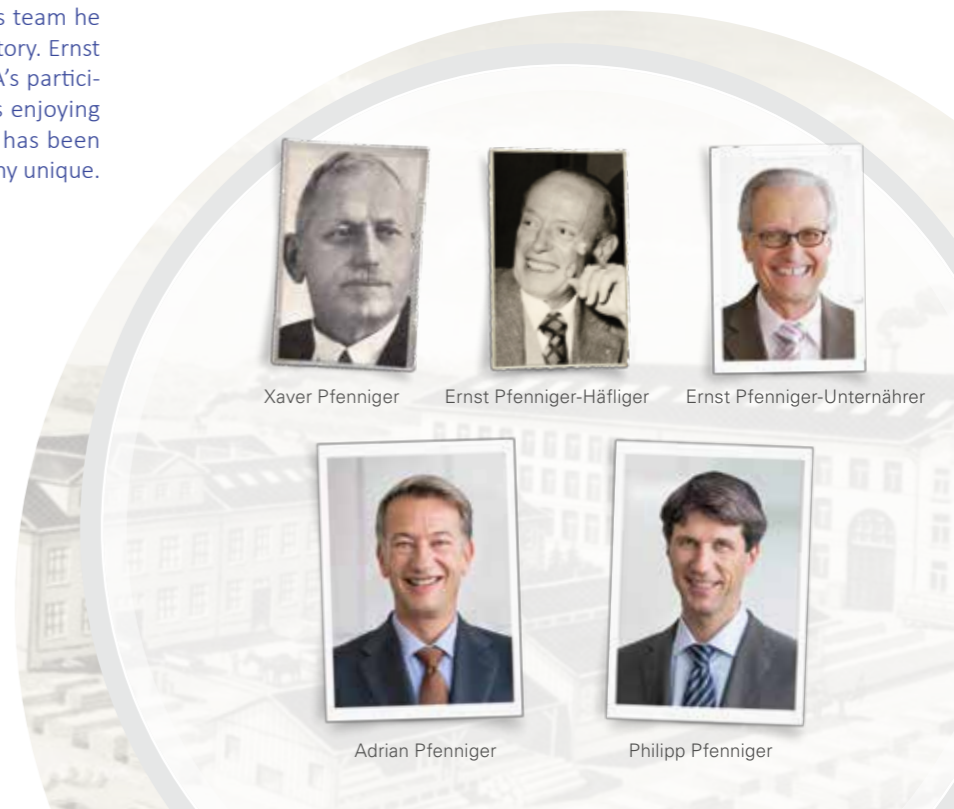 s team he
tory. Ernst
A's partici-
s enjoying
has been
ny unique.
Xaver Pfenniger Ernst Pfenniger-Häfliger Ernst Pfenniger-Unternährer
Adrian Pfenniger Philipp Pfenniger